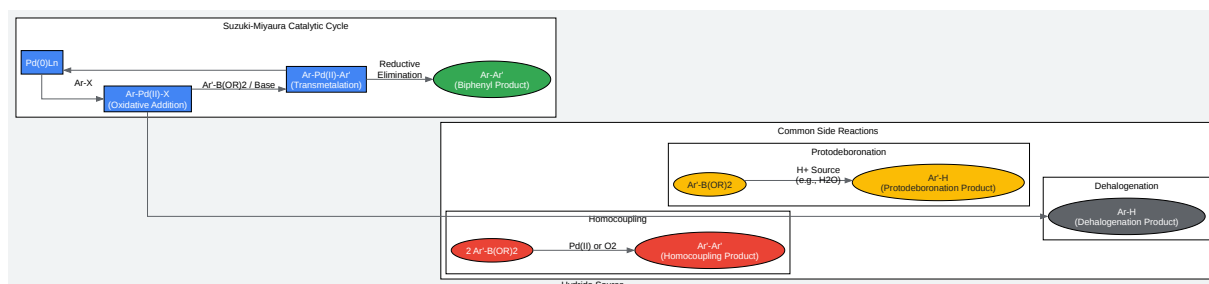 Suzuki-Miyaura Catalytic Cycle
Pd(0)Ln
Ar-X
Ar-Pd(II)-X
(Oxidative Addition)
Ar'-B(OR)2 / Base
Ar-Pd(II)-Ar'
(Transmetalation)
Reductive
Elimination
Ar-Ar'
(Biphenyl Product)
Common Side Reactions
Protodeboronation
Ar'-B(OR)2
H+ Source
(e.g., H2O)
Ar'-H
(Protodeboronation Product)
Dehalogenation
Ar-H
(Dehalogenation Product)
Homocoupling
2 Ar'-B(OR)2
Pd(II) or O2
Ar'-Ar'
(Homocoupling Product)
Hydride Source